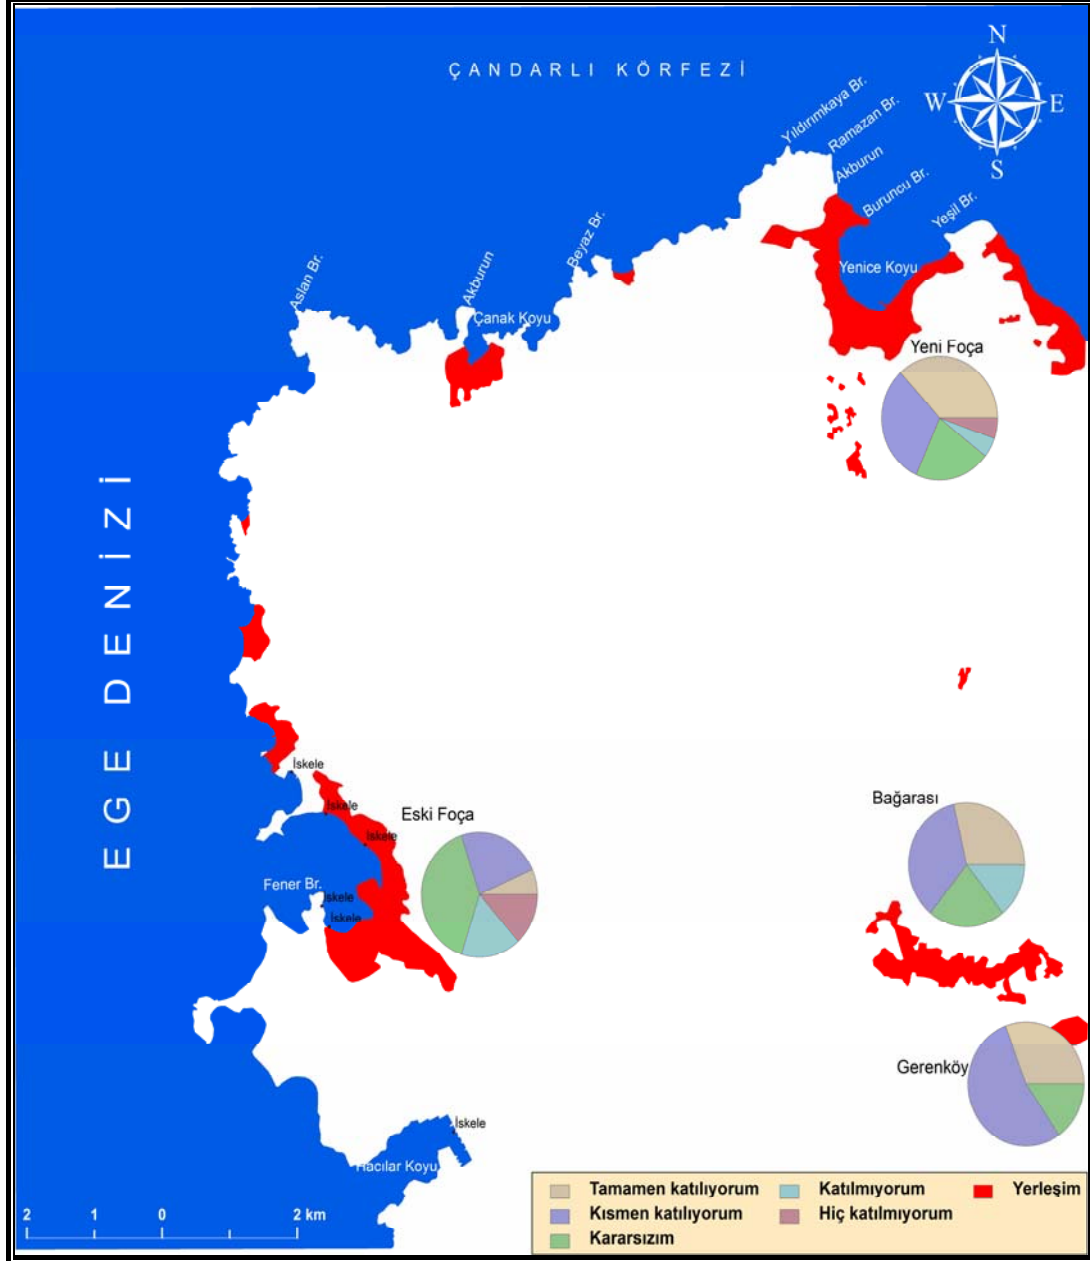 ÇANDARLI KÖRFEZİ
N
W
E
S
Yıldırımkaya Br.
Ramazan Br.
Akburun
Buruncu Br.
Yeşil Br.
Yenice Koyu
Beyaz Br.
Akburun
Aslan Br.
Çanak Koyu
Yeni Foça
EGE DENİZİ
İskele
İskele
İskele
Eski Foça
Bağarası
Fener Br.
İskele
İskele
Gerenköy
İskele
Hacılar Koyu
Tamamen katılıyorum
Katılmıyorum
Yerleşim
Kısmen katılıyorum
Hiç katılmıyorum
Kararsızım
2 1 0 2 km